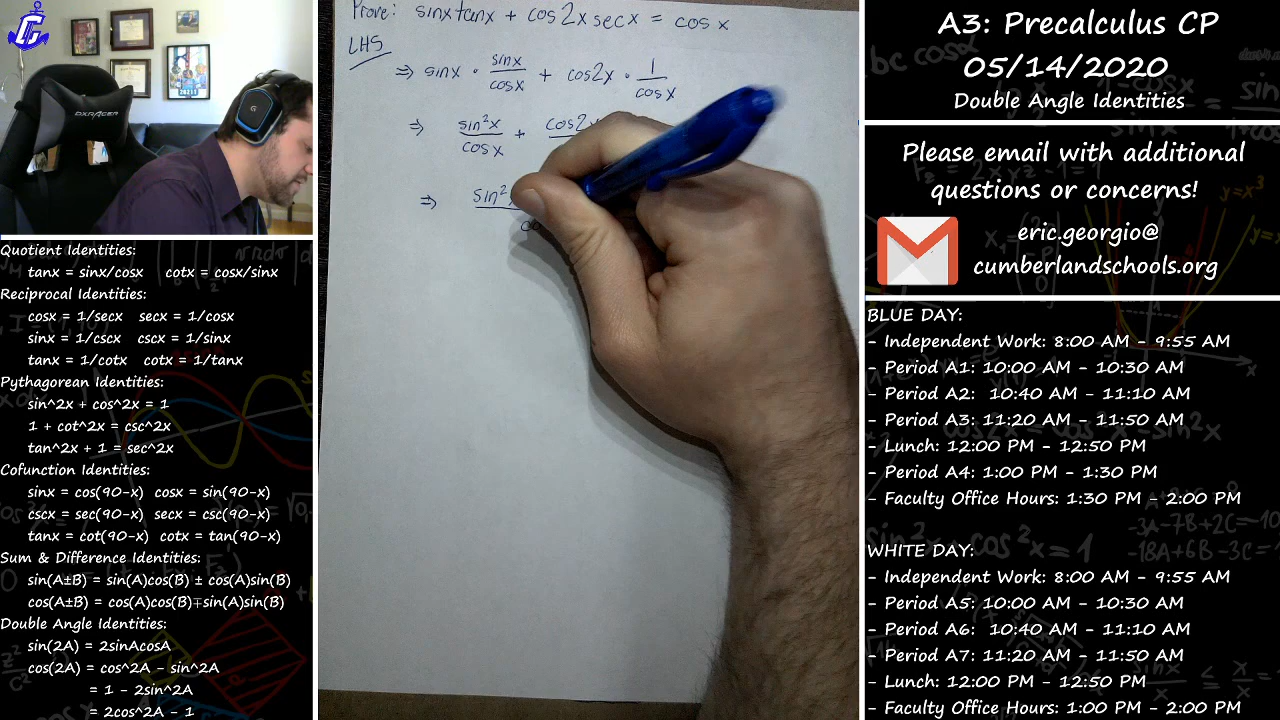 Prove: sinx tanx + cos2x secx = cos x
LHS
⇒ sinx · sinx/cosx + cos2x · 1/cosx
⇒ sin²x/cosx + cos2x
⇒ sin²
Quotient Identities:
tanx = sinx/cosx cotx = cosx/sinx
Reciprocal Identities:
cosx = 1/secx secx = 1/cosx
sinx = 1/cscx cscx = 1/sinx
tanx = 1/cotx cotx = 1/tanx
Pythagorean Identities:
sin^2x + cos^2x = 1
1 + cot^2x = csc^2x
tan^2x + 1 = sec^2x
Cofunction Identities:
sinx = cos(90-x) cosx = sin(90-x)
cscx = sec(90-x) secx = csc(90-x)
tanx = cot(90-x) cotx = tan(90-x)
Sum & Difference Identities:
sin(A±B) = sin(A)cos(B) ± cos(A)sin(B)
cos(A±B) = cos(A)cos(B)∓sin(A)sin(B)
Double Angle Identities:
sin(2A) = 2sinAcosA
cos(2A) = cos^2A - sin^2A
= 1 - 2sin^2A
= 2cos^2A - 1
A3: Precalculus CP
05/14/2020
Double Angle Identities
Please email with additional
questions or concerns!
eric.georgio@
cumberlandschools.org
BLUE DAY:
- Independent Work: 8:00 AM - 9:55 AM
- Period A1: 10:00 AM - 10:30 AM
- Period A2: 10:40 AM - 11:10 AM
- Period A3: 11:20 AM - 11:50 AM
- Lunch: 12:00 PM - 12:50 PM
- Period A4: 1:00 PM - 1:30 PM
- Faculty Office Hours: 1:30 PM - 2:00 PM
WHITE DAY:
- Independent Work: 8:00 AM - 9:55 AM
- Period A5: 10:00 AM - 10:30 AM
- Period A6: 10:40 AM - 11:10 AM
- Period A7: 11:20 AM - 11:50 AM
- Lunch: 12:00 PM - 12:50 PM
- Faculty Office Hours: 1:00 PM - 2:00 PM